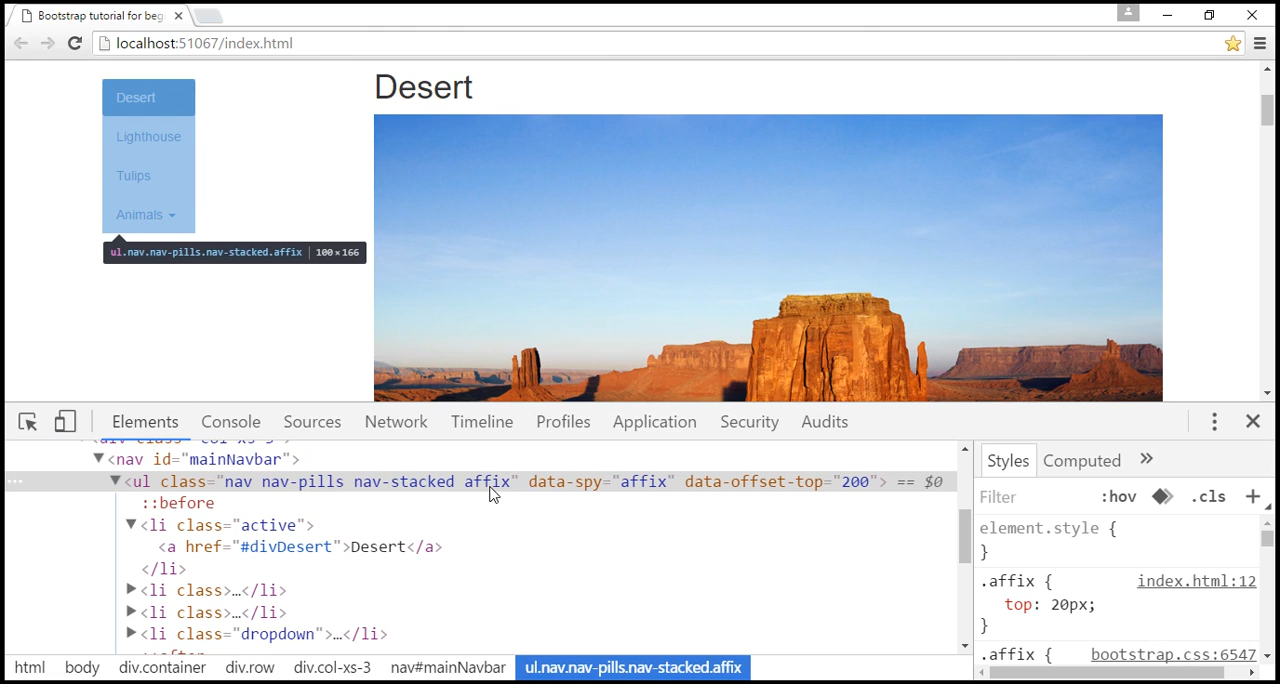 Bootstrap tutorial for beg
localhost:51067/index.html
Desert
Desert
Lighthouse
Tulips
Animals
ul.nav.nav-pills.nav-stacked.affix | 100×166
Elements Console Sources Network Timeline Profiles Application Security Audits
<nav id="mainNavbar">
<ul class="nav nav-pills nav-stacked affix" data-spy="affix" data-offset-top="200"> == $0
::before
<li class="active">
<a href="#divDesert">Desert</a>
</li>
<li class>…</li>
<li class>…</li>
<li class="dropdown">…</li>
html body div.container div.row div.col-xs-3 nav#mainNavbar ul.nav.nav-pills.nav-stacked.affix
Styles Computed »
Filter :hov .cls +
element.style {
}
.affix { index.html:12
top: 20px;
}
.affix { bootstrap.css:6547